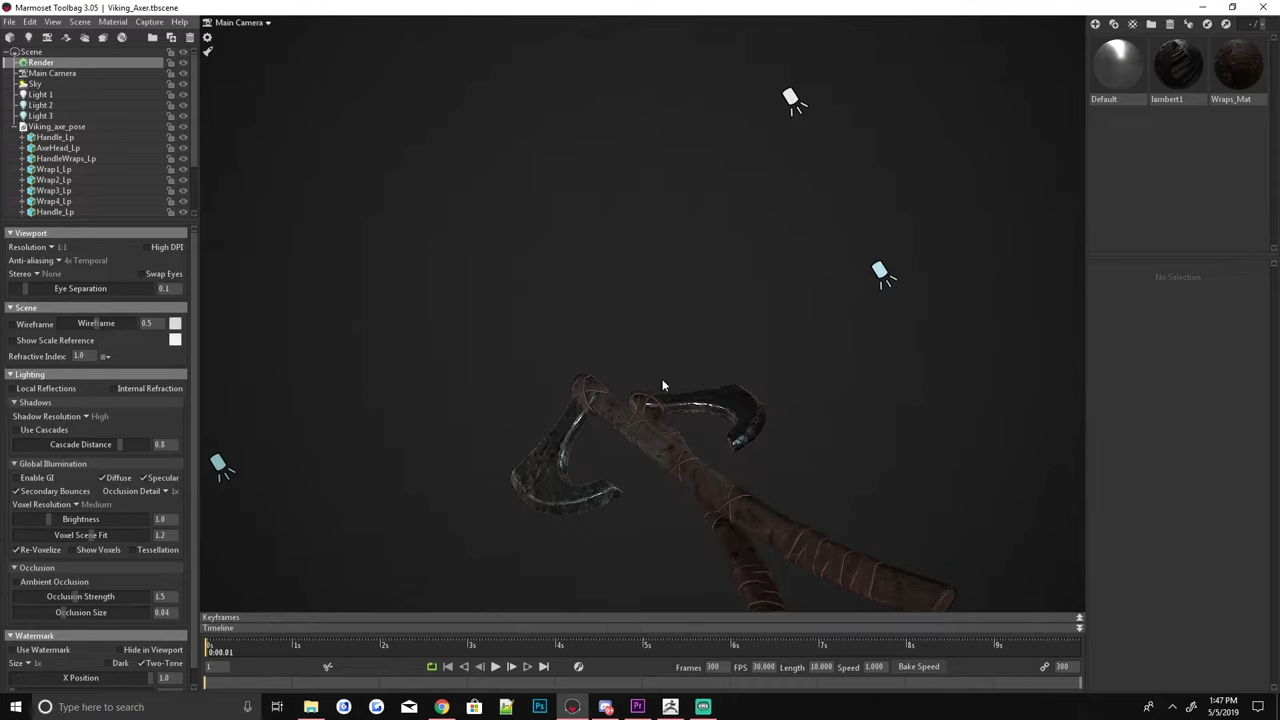 Marmoset Toolbag 3.05 | Viking_Axer.tbscene
File Edit View Scene Material Capture Help
Main Camera
Scene
Render
Main Camera
Sky
Light 1
Light 2
Light 3
Viking_axe_pose
Handle_Lp
AxeHead_Lp
HandleWraps_Lp
Wrap1_Lp
Wrap2_Lp
Wrap3_Lp
Wrap4_Lp
Handle_Lp
Viewport
Resolution 1:1 High DPI
Anti-aliasing 4x Temporal
Stereo None Swap Eyes
Eye Separation 0.1
Scene
Wireframe Wireframe 0.5
Show Scale Reference
Refractive Index: 1.0
Lighting
Local Reflections Internal Refraction
Shadows
Shadow Resolution High
Use Cascades
Cascade Distance 0.8
Global Illumination
Enable GI Diffuse Specular
Secondary Bounces Occlusion Detail 1x
Voxel Resolution Medium
Brightness 1.0
Voxel Scene Fit 1.2
Re-Voxelize Show Voxels Tessellation
Occlusion
Ambient Occlusion
Occlusion Strength 1.5
Occlusion Size 0.04
Watermark
Use Watermark Hide in Viewport
Size 1x Dark Two-Tone
X Position 1.0
Default lambert1 Wraps_Mat
No Selection
Keyframes
Timeline
0s 1s 2s 3s 4s 5s 6s 7s 8s 9s
0:00.01
1 Frames 300 FPS 30.000 Length 10.000 Speed 1.000 Bake Speed 300
Type here to search
Ps
Pr
1:47 PM
5/5/2019